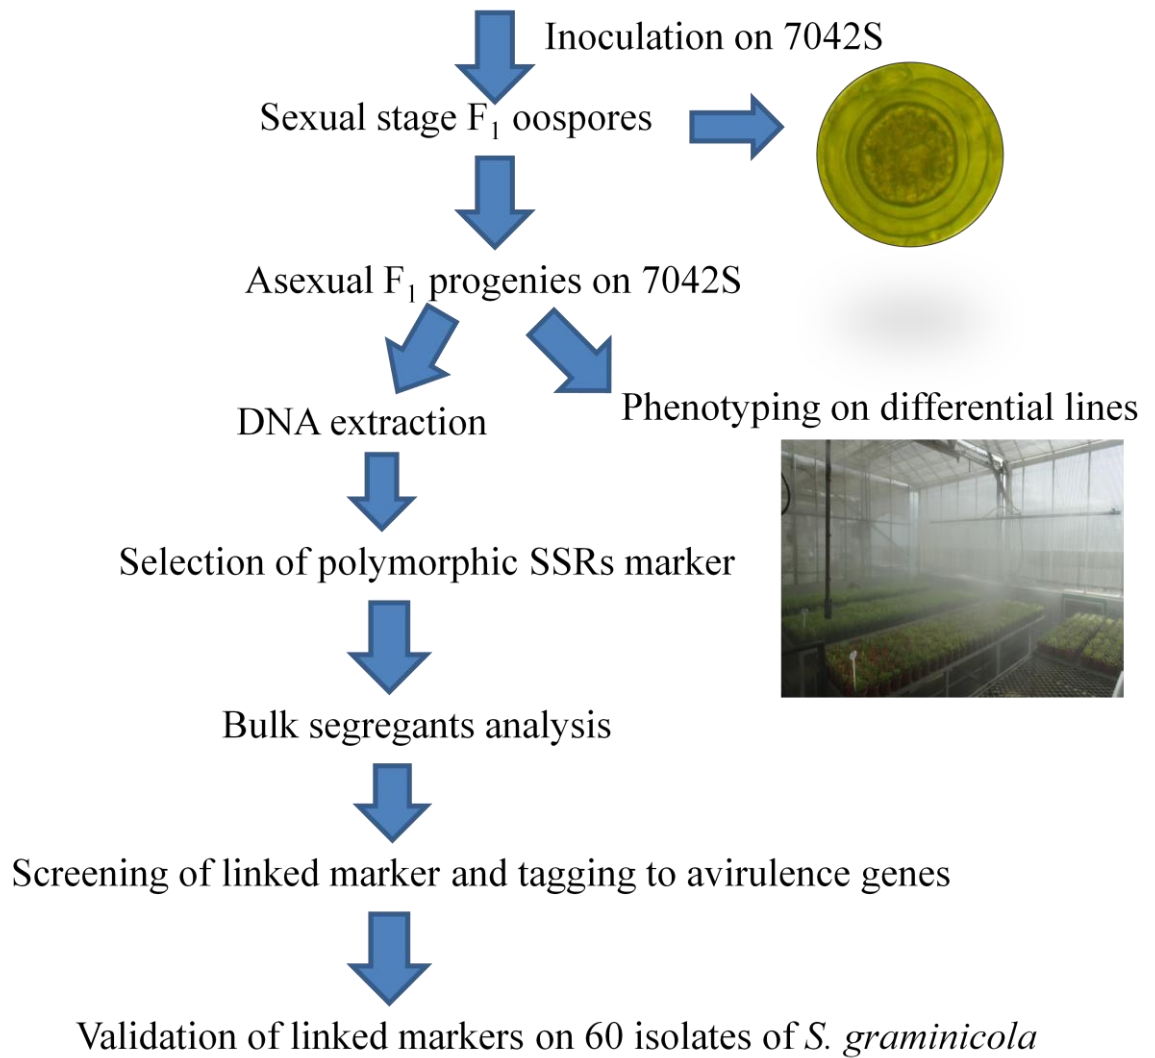 Inoculation on 7042S
Sexual stage F₁ oospores
Asexual F₁ progenies on 7042S
DNA extraction
Phenotyping on differential lines
Selection of polymorphic SSRs marker
Bulk segregants analysis
Screening of linked marker and tagging to avirulence genes
Validation of linked markers on 60 isolates of S. graminicola